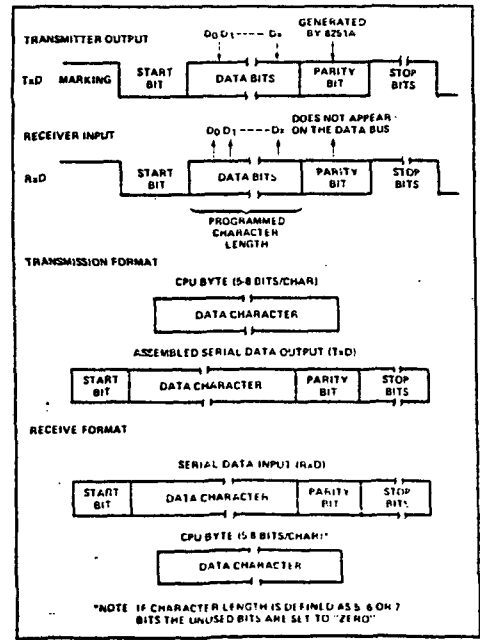 TRANSMITTER OUTPUT
D0 D1 ---- Dx
GENERATED
BY 8251A
TxD MARKING
START
BIT
DATA BITS
PARITY
BIT
STOP
BITS
RECEIVER INPUT
D0 D1 ---- Dx
DOES NOT APPEAR
ON THE DATA BUS
RxD
START
BIT
DATA BITS
PARITY
BIT
STOP
BITS
PROGRAMMED
CHARACTER
LENGTH
TRANSMISSION FORMAT
CPU BYTE (5-8 BITS/CHAR)
DATA CHARACTER
ASSEMBLED SERIAL DATA OUTPUT (TxD)
START
BIT
DATA CHARACTER
PARITY
BIT
STOP
BITS
RECEIVE FORMAT
SERIAL DATA INPUT (RxD)
START
BIT
DATA CHARACTER
PARITY
BIT
STOP
BITS
CPU BYTE (5-8 BITS/CHAR)*
DATA CHARACTER
*NOTE IF CHARACTER LENGTH IS DEFINED AS 5, 6 OR 7
BITS THE UNUSED BITS ARE SET TO "ZERO"